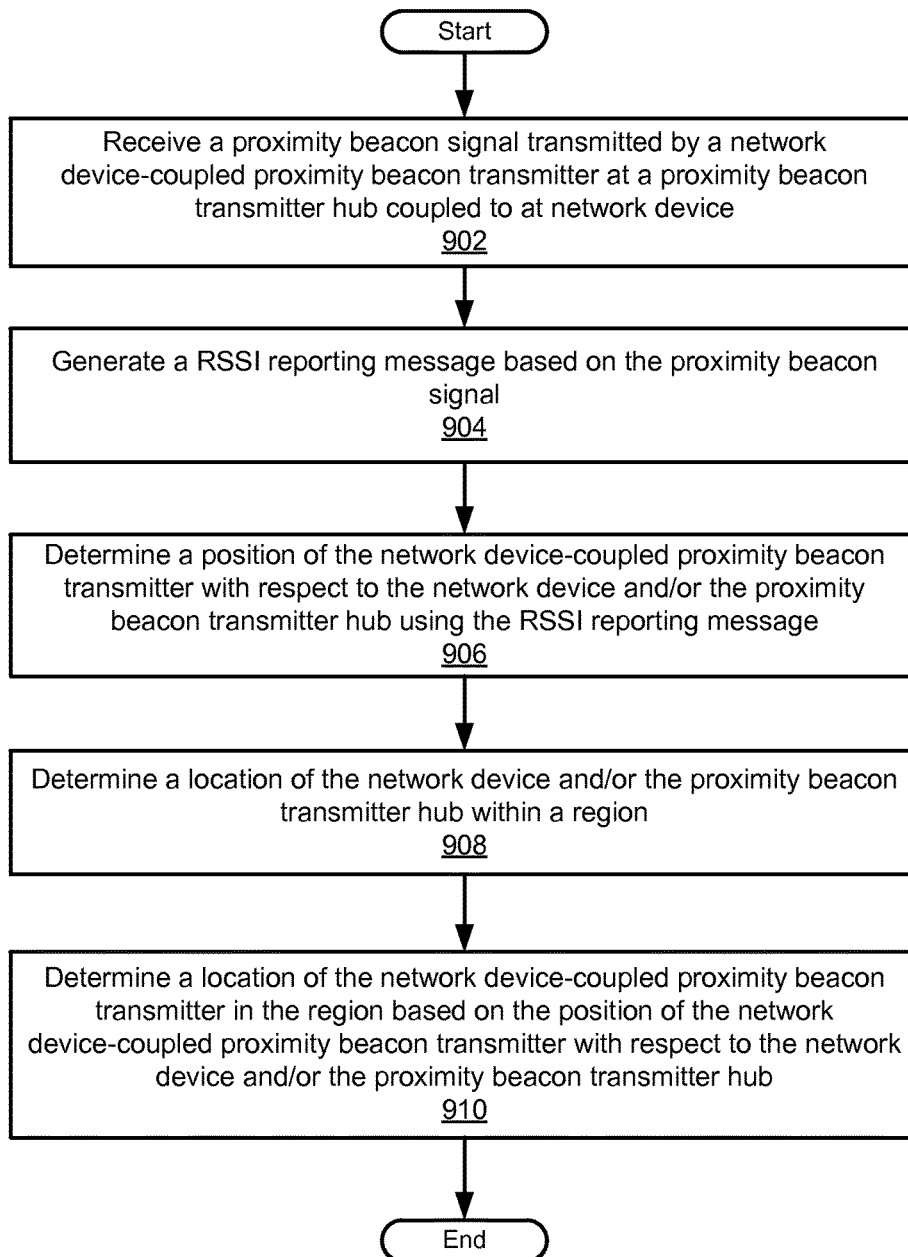 Start
Receive a proximity beacon signal transmitted by a network
device-coupled proximity beacon transmitter at a proximity beacon
transmitter hub coupled to at network device
902
Generate a RSSI reporting message based on the proximity beacon
signal
904
Determine a position of the network device-coupled proximity beacon
transmitter with respect to the network device and/or the proximity
beacon transmitter hub using the RSSI reporting message
906
Determine a location of the network device and/or the proximity beacon
transmitter hub within a region
908
Determine a location of the network device-coupled proximity beacon
transmitter in the region based on the position of the network
device-coupled proximity beacon transmitter with respect to the network
device and/or the proximity beacon transmitter hub
910
End